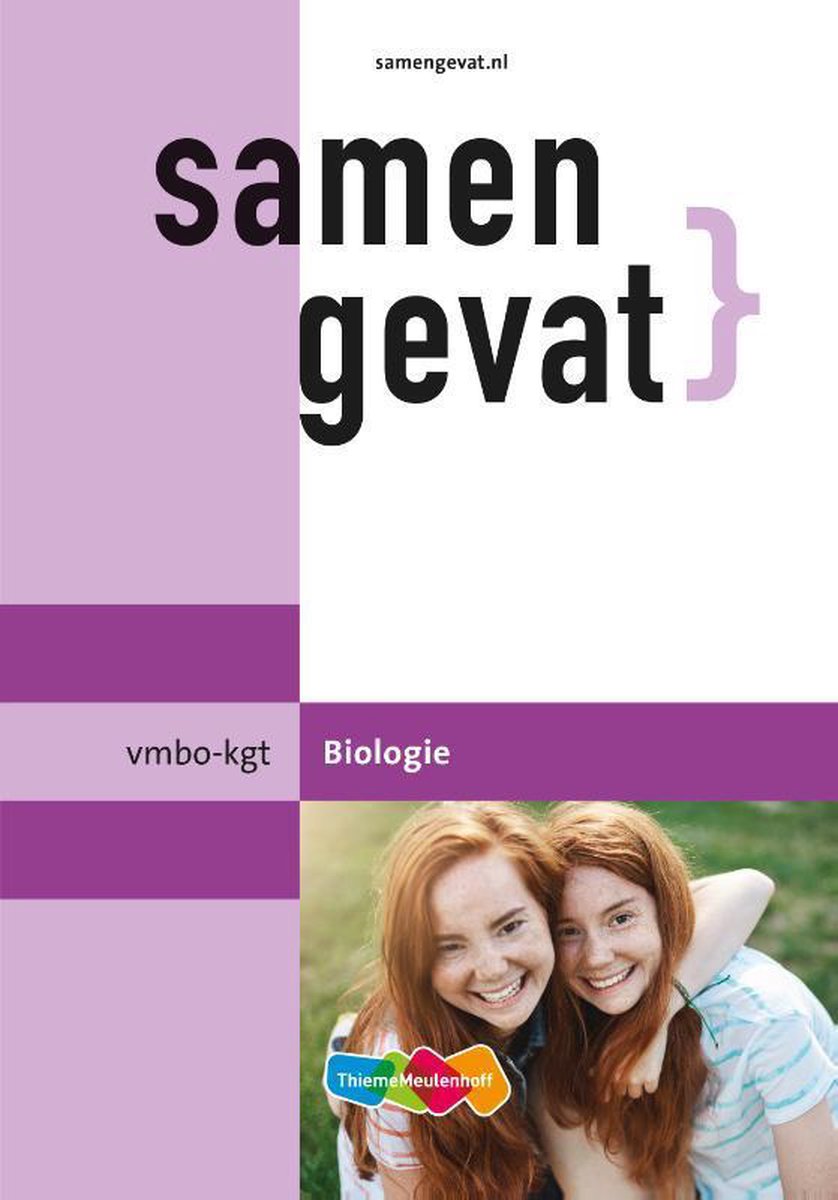 samengevat.nl
samen
gevat}
vmbo-kgt
Biologie
ThiemeMeulenhoff